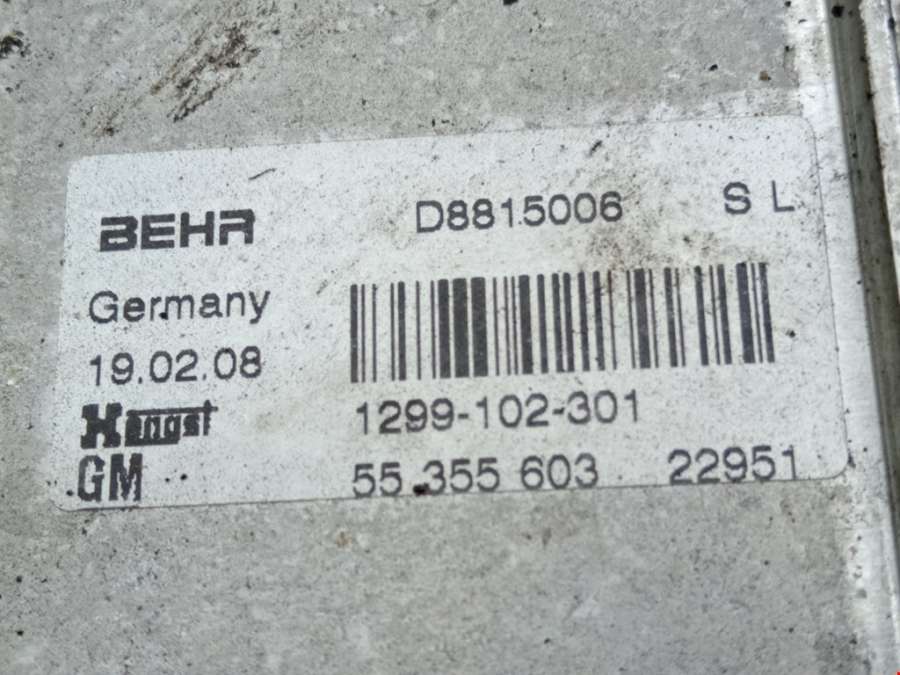 BEHR D8815006 S L
Germany
19.02.08
Hengst 1299-102-301
GM 55 355 603 22951